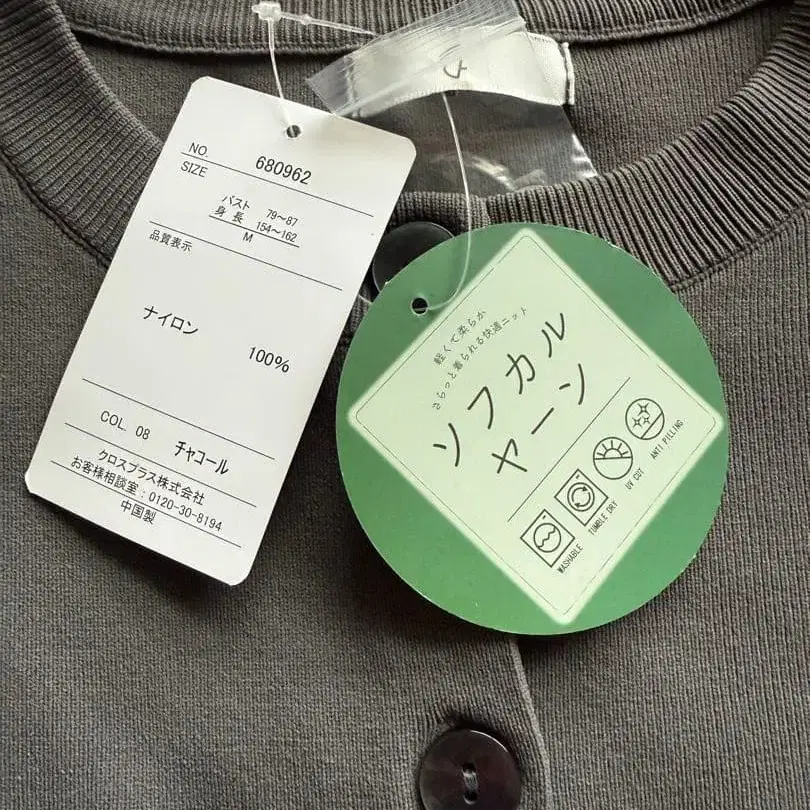 NO. 680962
SIZE
バスト 79~87
身長 154~162
M
品質表示
ナイロン
100%
COL. 08 チャコール
クロスプラス株式会社
お客様相談室:0120-30-8194
中国製
軽くて柔らか
さらっと着られる快適ニット
ソフカル
ヤーン
WASHABLE
TUMBLE DRY
UV CUT
ANTI PILLING